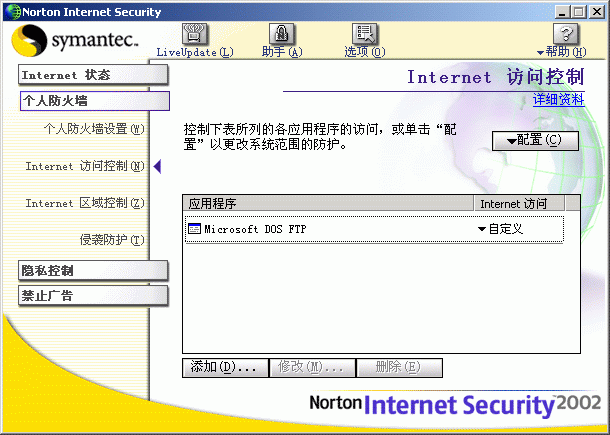 Norton Internet Security
symantec.
LiveUpdate(L)
助手(A)
选项(O)
帮助(H)
Internet 状态
个人防火墙
个人防火墙设置(W)
Internet 访问控制(N)
Internet 区域控制(Z)
侵袭防护(T)
隐私控制
禁止广告
Internet 访问控制
详细资料
控制下表所列的各应用程序的访问，或单击“配
置”以更改系统范围的防护。
配置(C)
应用程序 Internet 访问
Microsoft DOS FTP 自定义
添加(D)... 修改(M)... 删除(E)
Norton Internet Security 2002